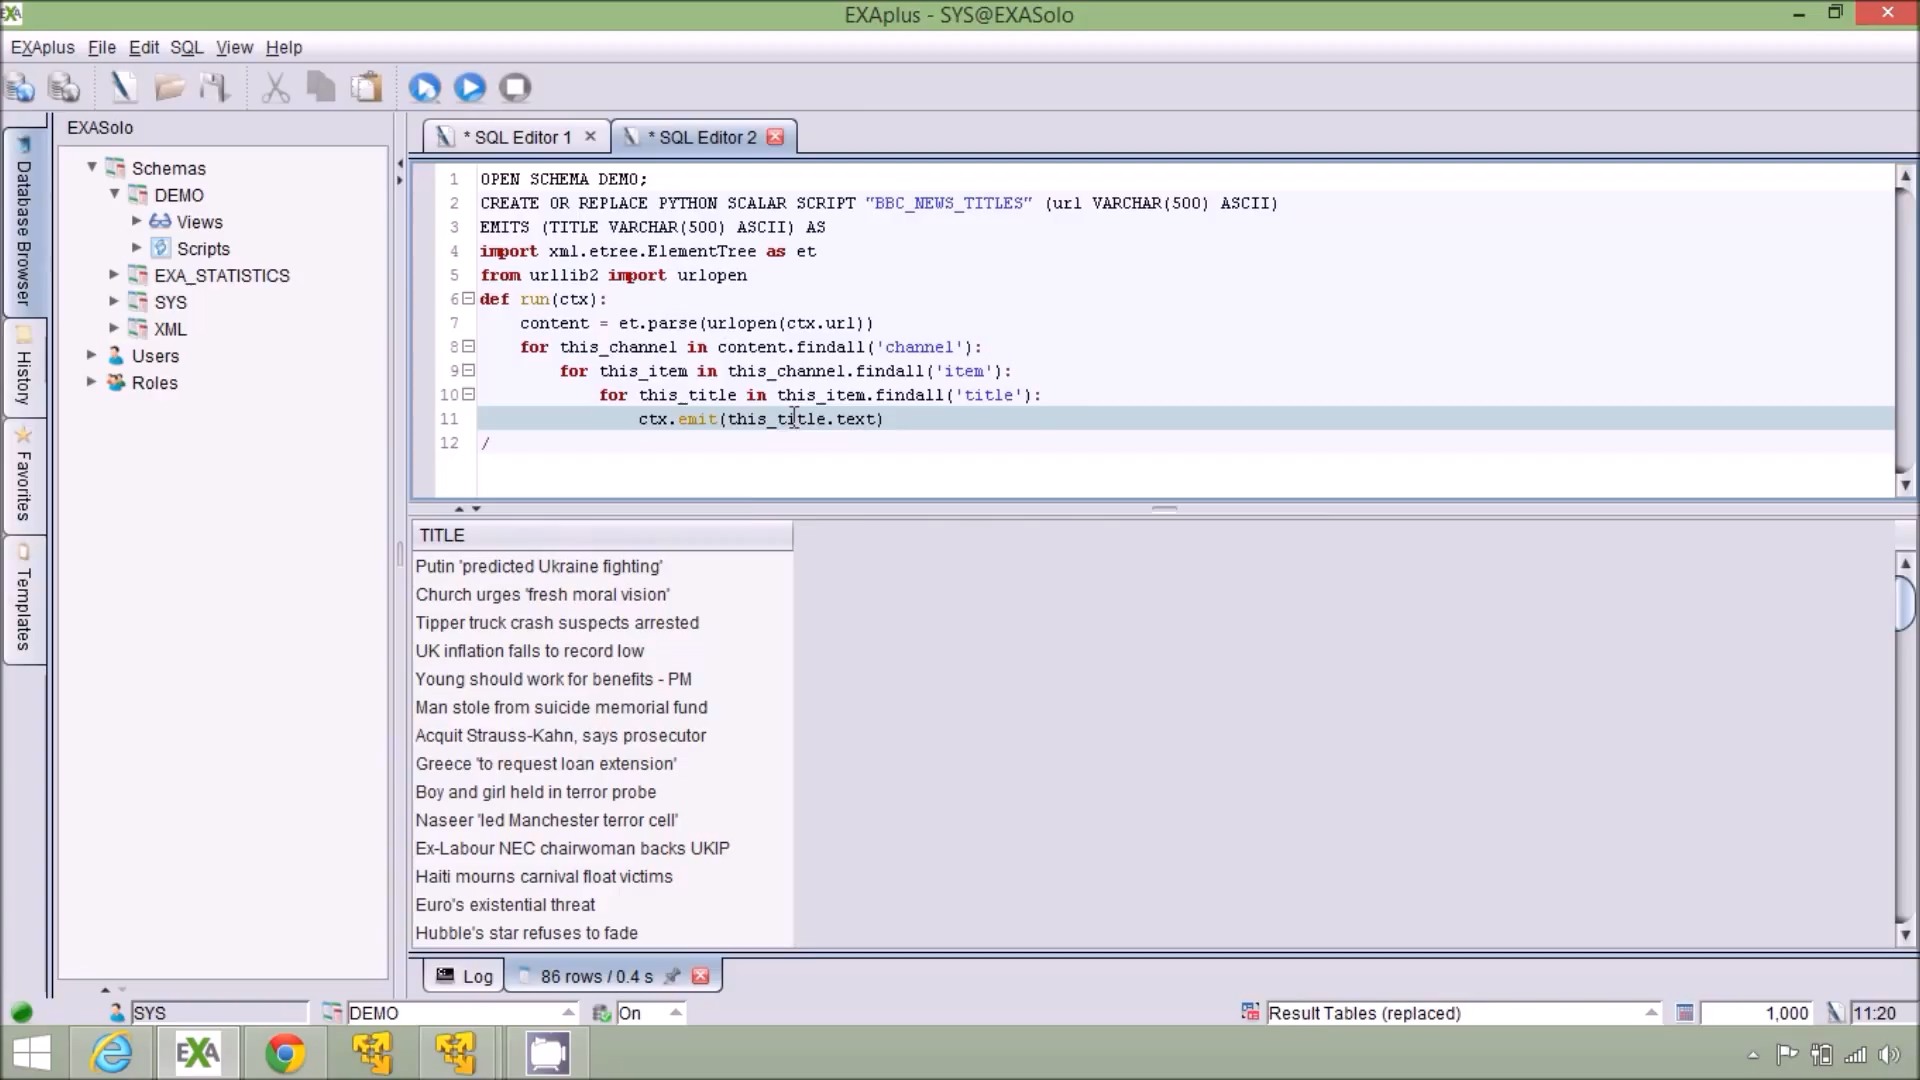 EXA
EXAplus - SYS@EXASolo
EXAplus File Edit SQL View Help
Database Browser
History
Favorites
Templates
EXASolo
Schemas
DEMO
Views
Scripts
EXA_STATISTICS
SYS
XML
Users
Roles
* SQL Editor 1
* SQL Editor 2
1 OPEN SCHEMA DEMO;
2 CREATE OR REPLACE PYTHON SCALAR SCRIPT "BBC_NEWS_TITLES" (url VARCHAR(500) ASCII)
3 EMITS (TITLE VARCHAR(500) ASCII) AS
4 import xml.etree.ElementTree as et
5 from urllib2 import urlopen
6 def run(ctx):
7 content = et.parse(urlopen(ctx.url))
8 for this_channel in content.findall('channel'):
9 for this_item in this_channel.findall('item'):
10 for this_title in this_item.findall('title'):
11 ctx.emit(this_title.text)
12 /
TITLE
Putin 'predicted Ukraine fighting'
Church urges 'fresh moral vision'
Tipper truck crash suspects arrested
UK inflation falls to record low
Young should work for benefits - PM
Man stole from suicide memorial fund
Acquit Strauss-Kahn, says prosecutor
Greece 'to request loan extension'
Boy and girl held in terror probe
Naseer 'led Manchester terror cell'
Ex-Labour NEC chairwoman backs UKIP
Haiti mourns carnival float victims
Euro's existential threat
Hubble's star refuses to fade
Log
86 rows / 0.4 s
SYS
DEMO
On
Result Tables (replaced)
1,000
11:20
EXA